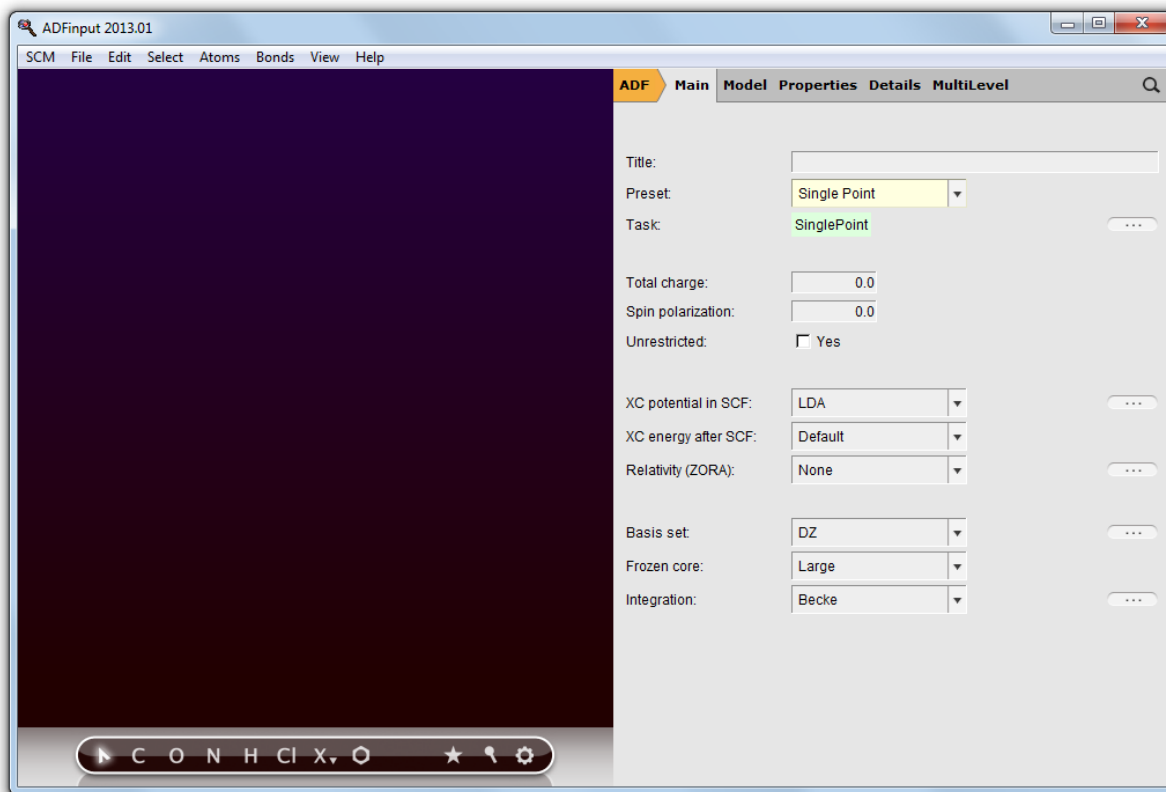 ADFinput 2013.01
SCM File Edit Select Atoms Bonds View Help
ADF Main Model Properties Details MultiLevel
Title:
Preset: Single Point
Task: SinglePoint
Total charge: 0.0
Spin polarization: 0.0
Unrestricted: Yes
XC potential in SCF: LDA
XC energy after SCF: Default
Relativity (ZORA): None
Basis set: DZ
Frozen core: Large
Integration: Becke
C O N H Cl X